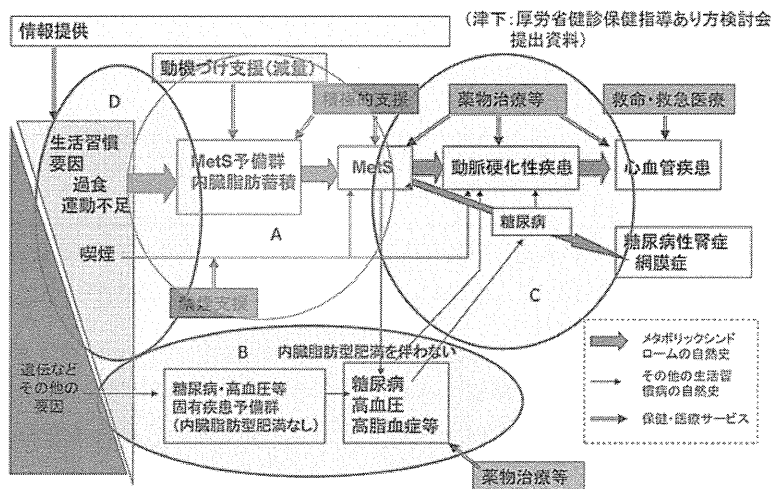 (津下:厚労省健診保健指導あり方検討会
提出資料)
情報提供
動機づけ支援(減量)
D
積極的支援
薬物治療等
救命・救急医療
生活習慣
要因
過食
運動不足
MetS予備群
内臓脂肪蓄積
MetS
動脈硬化性疾患
心血管疾患
糖尿病
糖尿病性腎症
網膜症
喫煙
A
C
禁煙支援
B
内臓脂肪型肥満を伴わない
遺伝など
その他の
要因
糖尿病・高血圧等
固有疾患予備群
(内臓脂肪型肥満なし)
糖尿病
高血圧
高脂血症等
薬物治療等
メタボリックシンド
ロームの自然史
その他の生活習
慣病の自然史
保健・医療サービス